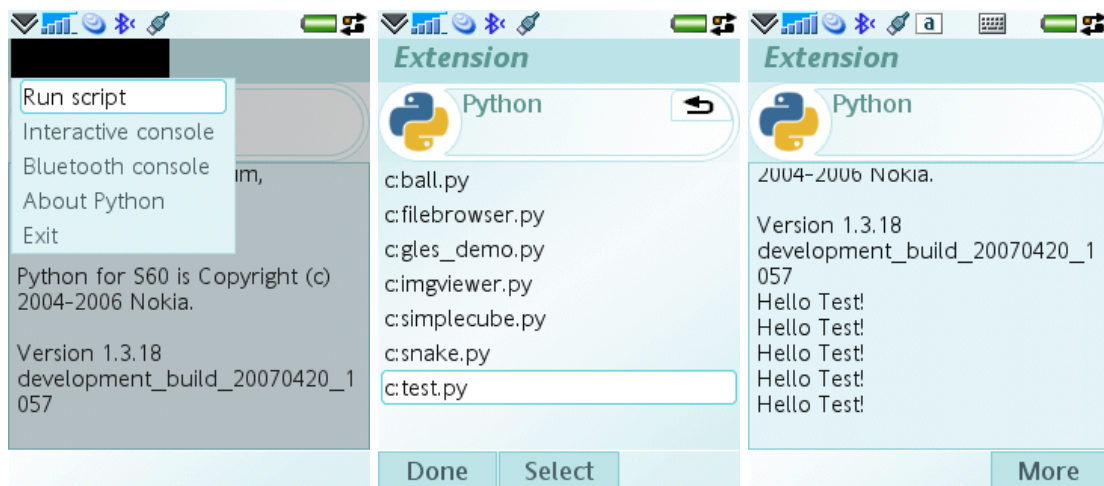 Run script
Interactive console
Bluetooth console
About Python
Exit
im,
Python for S60 is Copyright (c)
2004-2006 Nokia.
Version 1.3.18
development_build_20070420_1
057
Extension
Python
c:ball.py
c:filebrowser.py
c:gles_demo.py
c:imgviewer.py
c:simplecube.py
c:snake.py
c:test.py
Done Select
a
Extension
Python
2004-2006 Nokia.
Version 1.3.18
development_build_20070420_1
057
Hello Test!
Hello Test!
Hello Test!
Hello Test!
Hello Test!
More